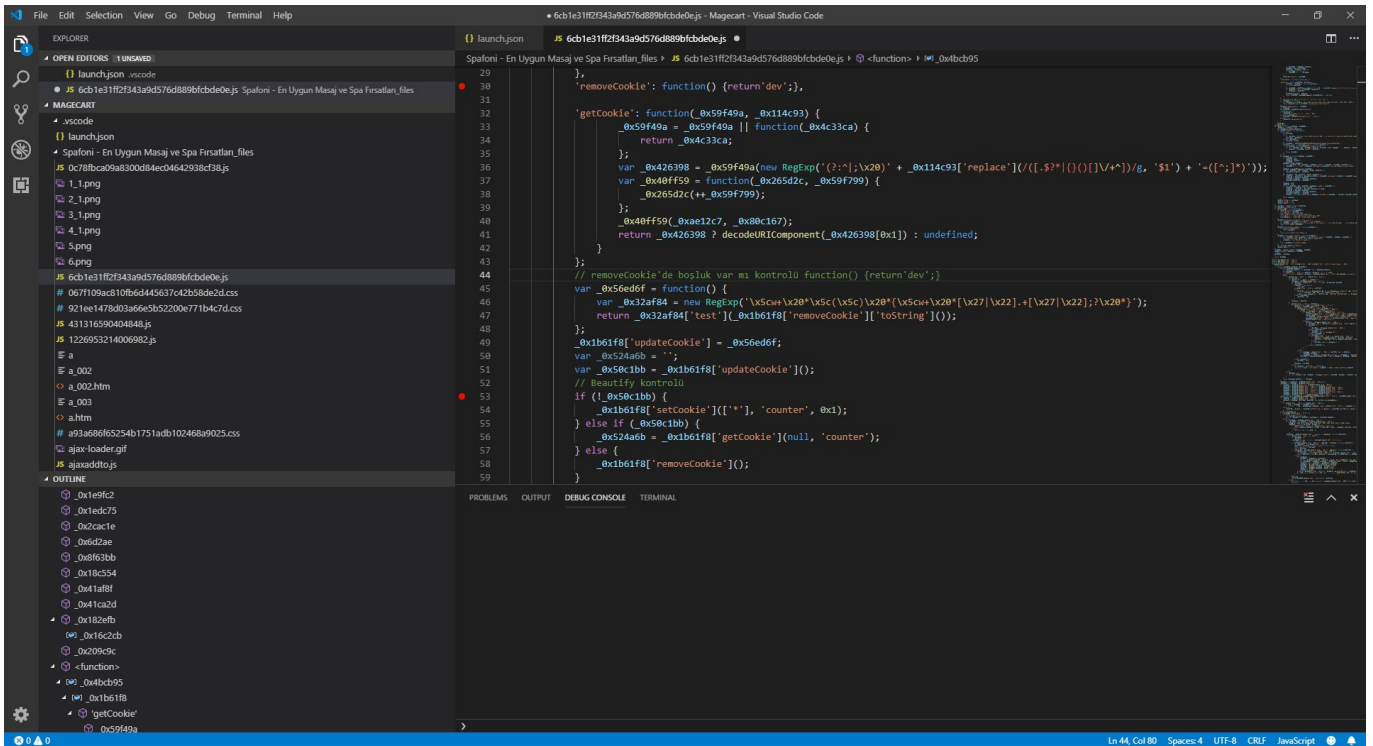 File Edit Selection View Go Debug Terminal Help
● 6cb1e31ff2f343a9d576d889bfcbde0e.js - Magecart - Visual Studio Code
EXPLORER
OPEN EDITORS 1 UNSAVED
{} launch.json .vscode
● JS 6cb1e31ff2f343a9d576d889bfcbde0e.js Spafoni - En Uygun Masaj ve Spa Fırsatları_files
MAGECART
.vscode
{} launch.json
Spafoni - En Uygun Masaj ve Spa Fırsatları_files
JS 0c78fbca09a8300d84ec04642938cf38.js
1_1.png
2_1.png
3_1.png
4_1.png
5.png
6.png
JS 6cb1e31ff2f343a9d576d889bfcbde0e.js
# 067f109ac810fb6d445637c42b58de2d.css
# 921ee1478d03a66e5b52200e771b4c7d.css
JS 431316590404848.js
JS 1226953214006982.js
a
a_002
<> a_002.htm
a_003
<> a.htm
# a93a686f65254b1751adb102468a9025.css
ajax-loader.gif
JS ajaxaddto.js
OUTLINE
_0x1e9fc2
_0x1edc75
_0x2cac1e
_0x6d2ae
_0x8f63bb
_0x18c554
_0x41af8f
_0x41ca2d
_0x182efb
_0x16c2cb
_0x209c9c
<function>
_0x4bcb95
_0x1b61f8
'getCookie'
_0x59f49a
{} launch.json JS 6cb1e31ff2f343a9d576d889bfcbde0e.js ●
Spafoni - En Uygun Masaj ve Spa Fırsatları_files ▸ JS 6cb1e31ff2f343a9d576d889bfcbde0e.js ▸ <function> ▸ _0x4bcb95
29 },
30 'removeCookie': function() {return'dev';},
31
32 'getCookie': function(_0x59f49a, _0x114c93) {
33 _0x59f49a = _0x59f49a || function(_0x4c33ca) {
34 return _0x4c33ca;
35 };
36 var _0x426398 = _0x59f49a(new RegExp('(?:^|;\x20)' + _0x114c93['replace'](/([.$?*|{}()[]\/+^])/g, '$1') + '=([^;]*)'));
37 var _0x40ff59 = function(_0x265d2c, _0x59f799) {
38 _0x265d2c(++_0x59f799);
39 };
40 _0x40ff59(_0xae12c7, _0x80c167);
41 return _0x426398 ? decodeURIComponent(_0x426398[0x1]) : undefined;
42 }
43 };
44 // removeCookie'de boşluk var mı kontrolü function() {return'dev';}
45 var _0x56ed6f = function() {
46 var _0x32af84 = new RegExp('\x5cw+\x20*\x5c(\x5c)\x20*{\x5cw+\x20*[\x27|\x22].+[\x27|\x22];?\x20*}');
47 return _0x32af84['test'](_0x1b61f8['removeCookie']['toString']());
48 };
49 _0x1b61f8['updateCookie'] = _0x56ed6f;
50 var _0x524a6b = '';
51 var _0x50c1bb = _0x1b61f8['updateCookie']();
52 // Beautify kontrolü
53 if (!_0x50c1bb) {
54 _0x1b61f8['setCookie'](['*'], 'counter', 0x1);
55 } else if (_0x50c1bb) {
56 _0x524a6b = _0x1b61f8['getCookie'](null, 'counter');
57 } else {
58 _0x1b61f8['removeCookie']();
59 }
PROBLEMS OUTPUT DEBUG CONSOLE TERMINAL
0 0
Ln 44, Col 80 Spaces: 4 UTF-8 CRLF JavaScript